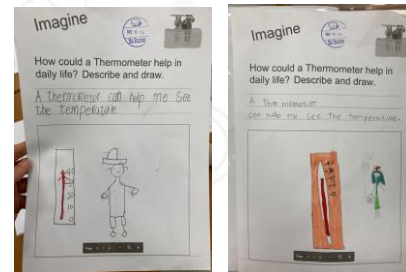 Imagine
How could a Thermometer help in
daily life? Describe and draw.
A thermometer can help me See
the temperature.
Imagine
How could a Thermometer help in
daily life? Describe and draw.
A
can help me see the temperature.